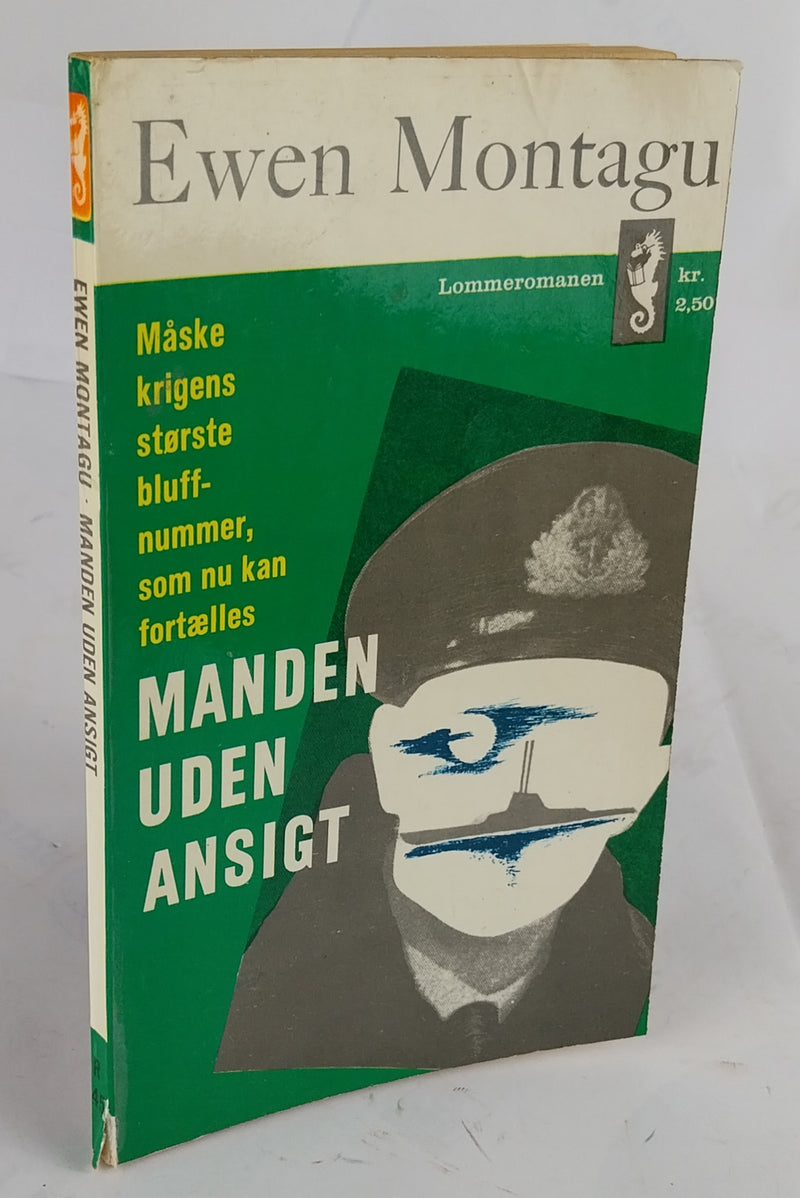 Ewen Montagu
Lommeromanen
kr.
2,50
Måske
krigens
største
bluff-
nummer,
som nu kan
fortælles
MANDEN
UDEN
ANSIGT
EWEN MONTAGU · MANDEN UDEN ANSIGT
R